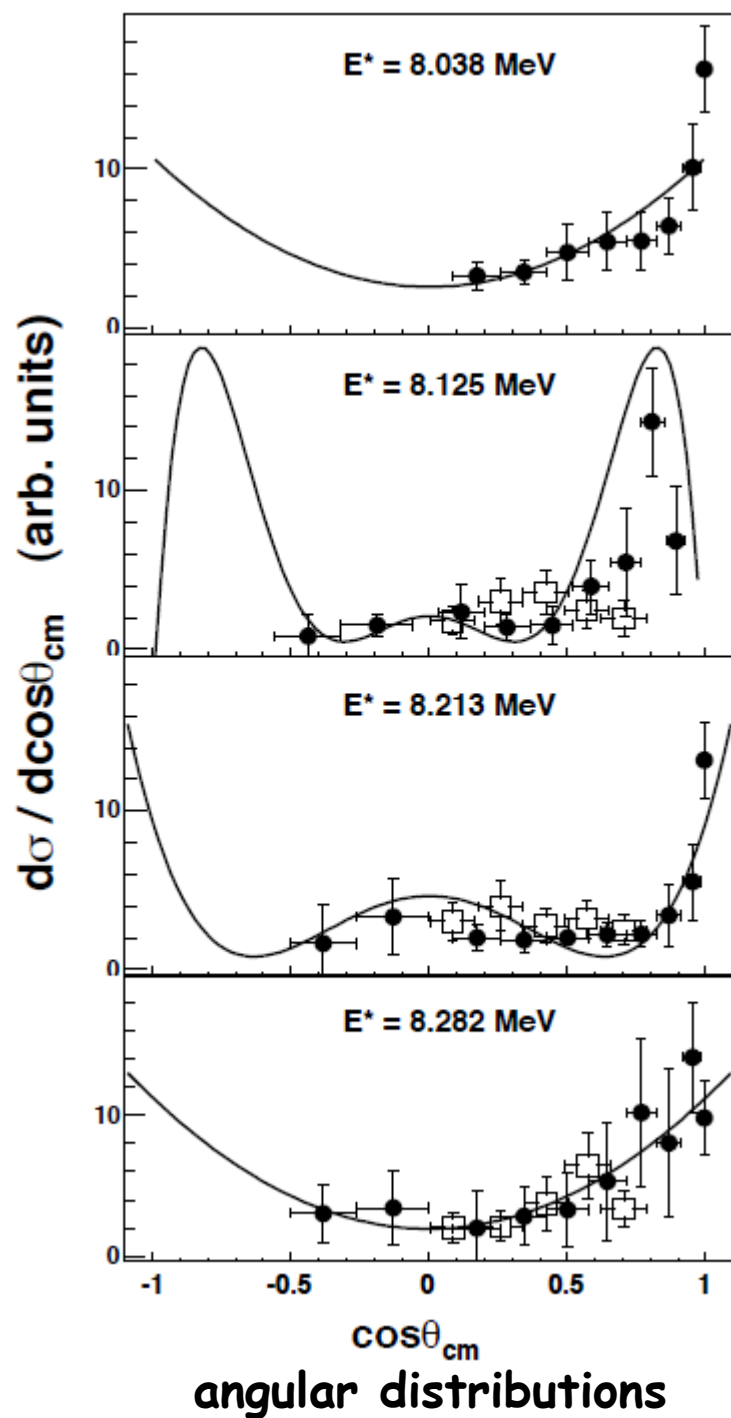 E* = 8.038 MeV
10
0
E* = 8.125 MeV
10
0
E* = 8.213 MeV
10
0
E* = 8.282 MeV
10
0
-1 -0.5 0 0.5 1
cosθcm
dσ / dcosθcm (arb. units)
angular distributions